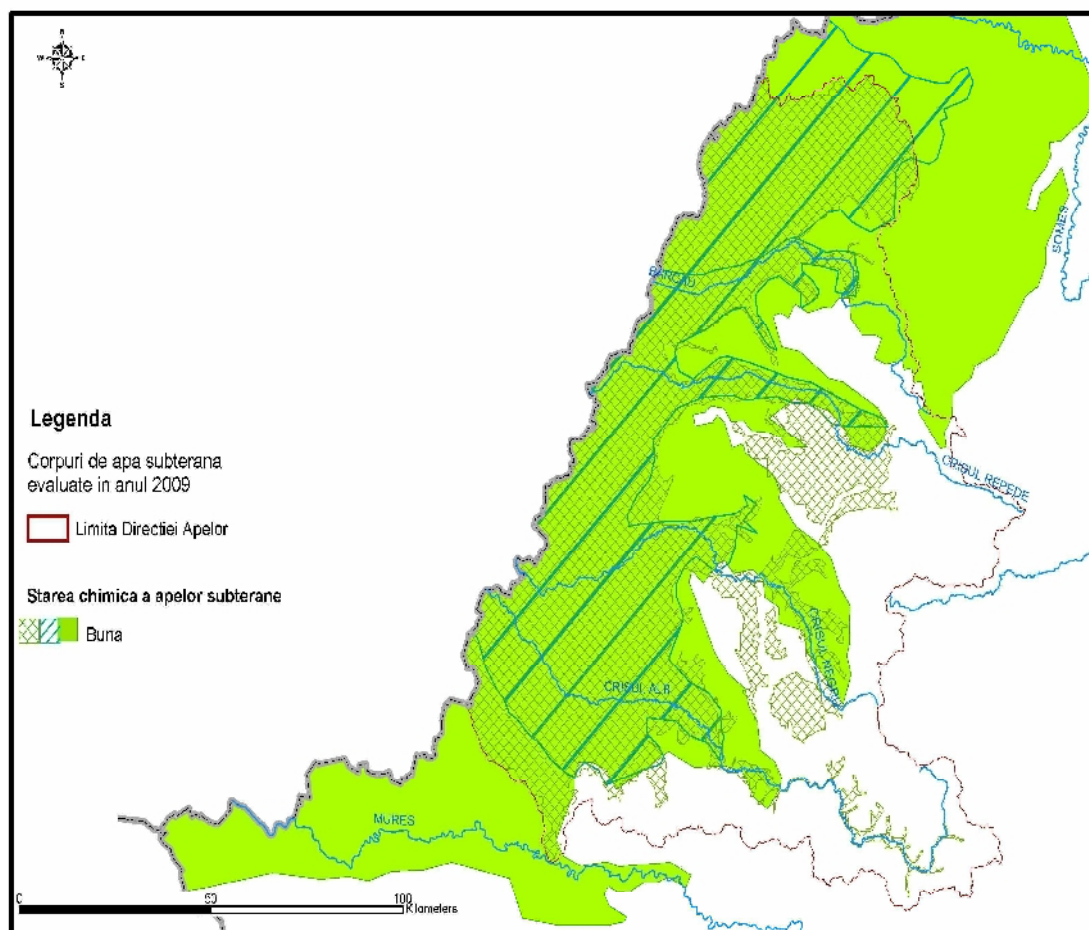 N
W E
S
SOMES
BARCAU
Legenda
Corpuri de apa subterana
evaluate in anul 2009
Limita Directiei Apelor
Starea chimica a apelor subterane
Buna
CRISUL REPEDE
CRISUL NEGRU
CRISUL ALB
MURES
0 50 100
Kilometers